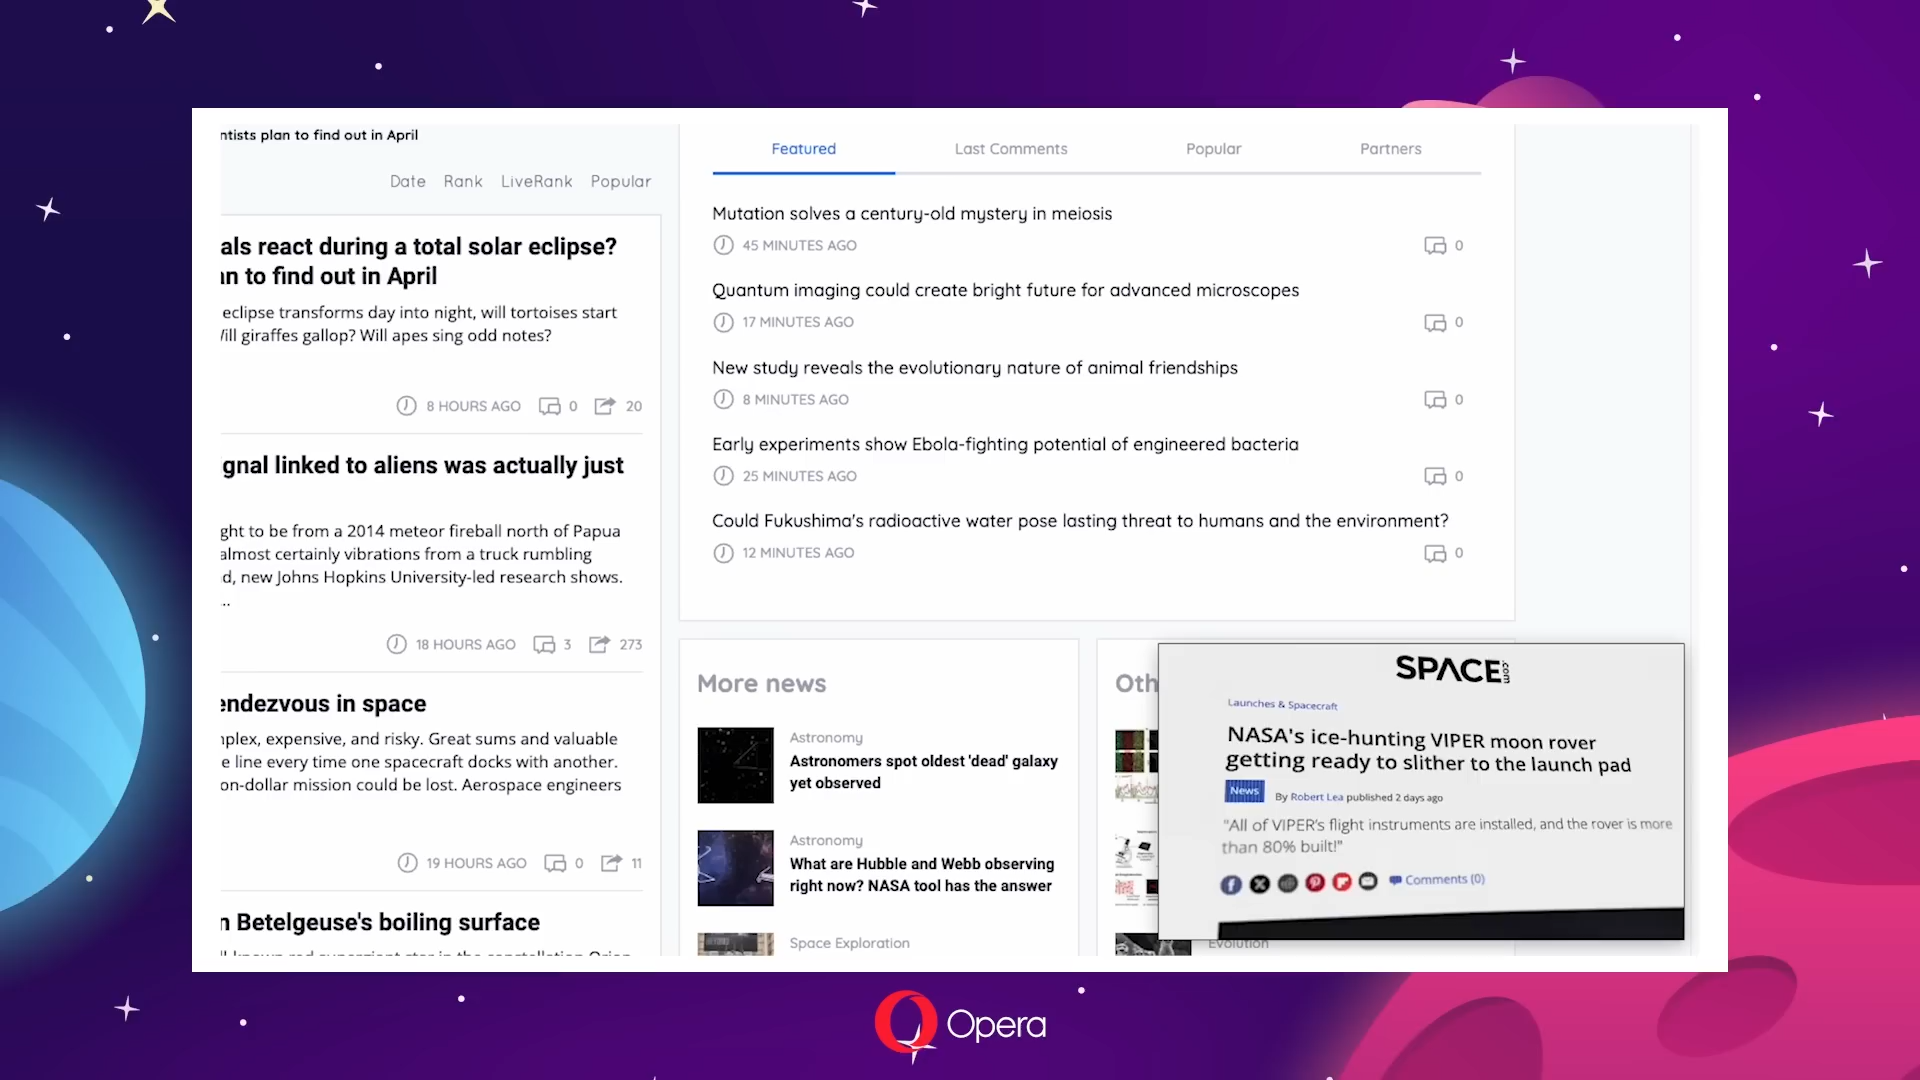 ntists plan to find out in April
Date Rank LiveRank Popular
als react during a total solar eclipse?
an to find out in April
eclipse transforms day into night, will tortoises start
Will giraffes gallop? Will apes sing odd notes?
8 HOURS AGO 0 20
gnal linked to aliens was actually just
ght to be from a 2014 meteor fireball north of Papua
almost certainly vibrations from a truck rumbling
d, new Johns Hopkins University-led research shows.
...
18 HOURS AGO 3 273
endezvous in space
nplex, expensive, and risky. Great sums and valuable
e line every time one spacecraft docks with another.
on-dollar mission could be lost. Aerospace engineers
19 HOURS AGO 0 11
n Betelgeuse's boiling surface
Featured Last Comments Popular Partners
Mutation solves a century-old mystery in meiosis
45 MINUTES AGO 0
Quantum imaging could create bright future for advanced microscopes
17 MINUTES AGO 0
New study reveals the evolutionary nature of animal friendships
8 MINUTES AGO 0
Early experiments show Ebola-fighting potential of engineered bacteria
25 MINUTES AGO 0
Could Fukushima's radioactive water pose lasting threat to humans and the environment?
12 MINUTES AGO 0
More news
Astronomy
Astronomers spot oldest 'dead' galaxy
yet observed
Astronomy
What are Hubble and Webb observing
right now? NASA tool has the answer
Space Exploration
Oth
Evolution
SPACE.com
Launches & Spacecraft
NASA's ice-hunting VIPER moon rover
getting ready to slither to the launch pad
News By Robert Lea published 2 days ago
"All of VIPER's flight instruments are installed, and the rover is more
than 80% built!"
Comments (0)
Opera